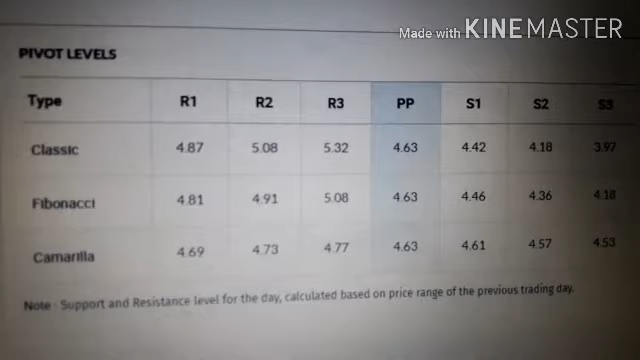 Made with KINEMASTER
PIVOT LEVELS
Type R1 R2 R3 PP S1 S2 S3
Classic 4.87 5.08 5.32 4.63 4.42 4.18 3.97
Fibonacci 4.81 4.91 5.08 4.63 4.46 4.36 4.18
Camarilla 4.69 4.73 4.77 4.63 4.61 4.57 4.53
Note : Support and Resistance level for the day, calculated based on price range of the previous trading day.